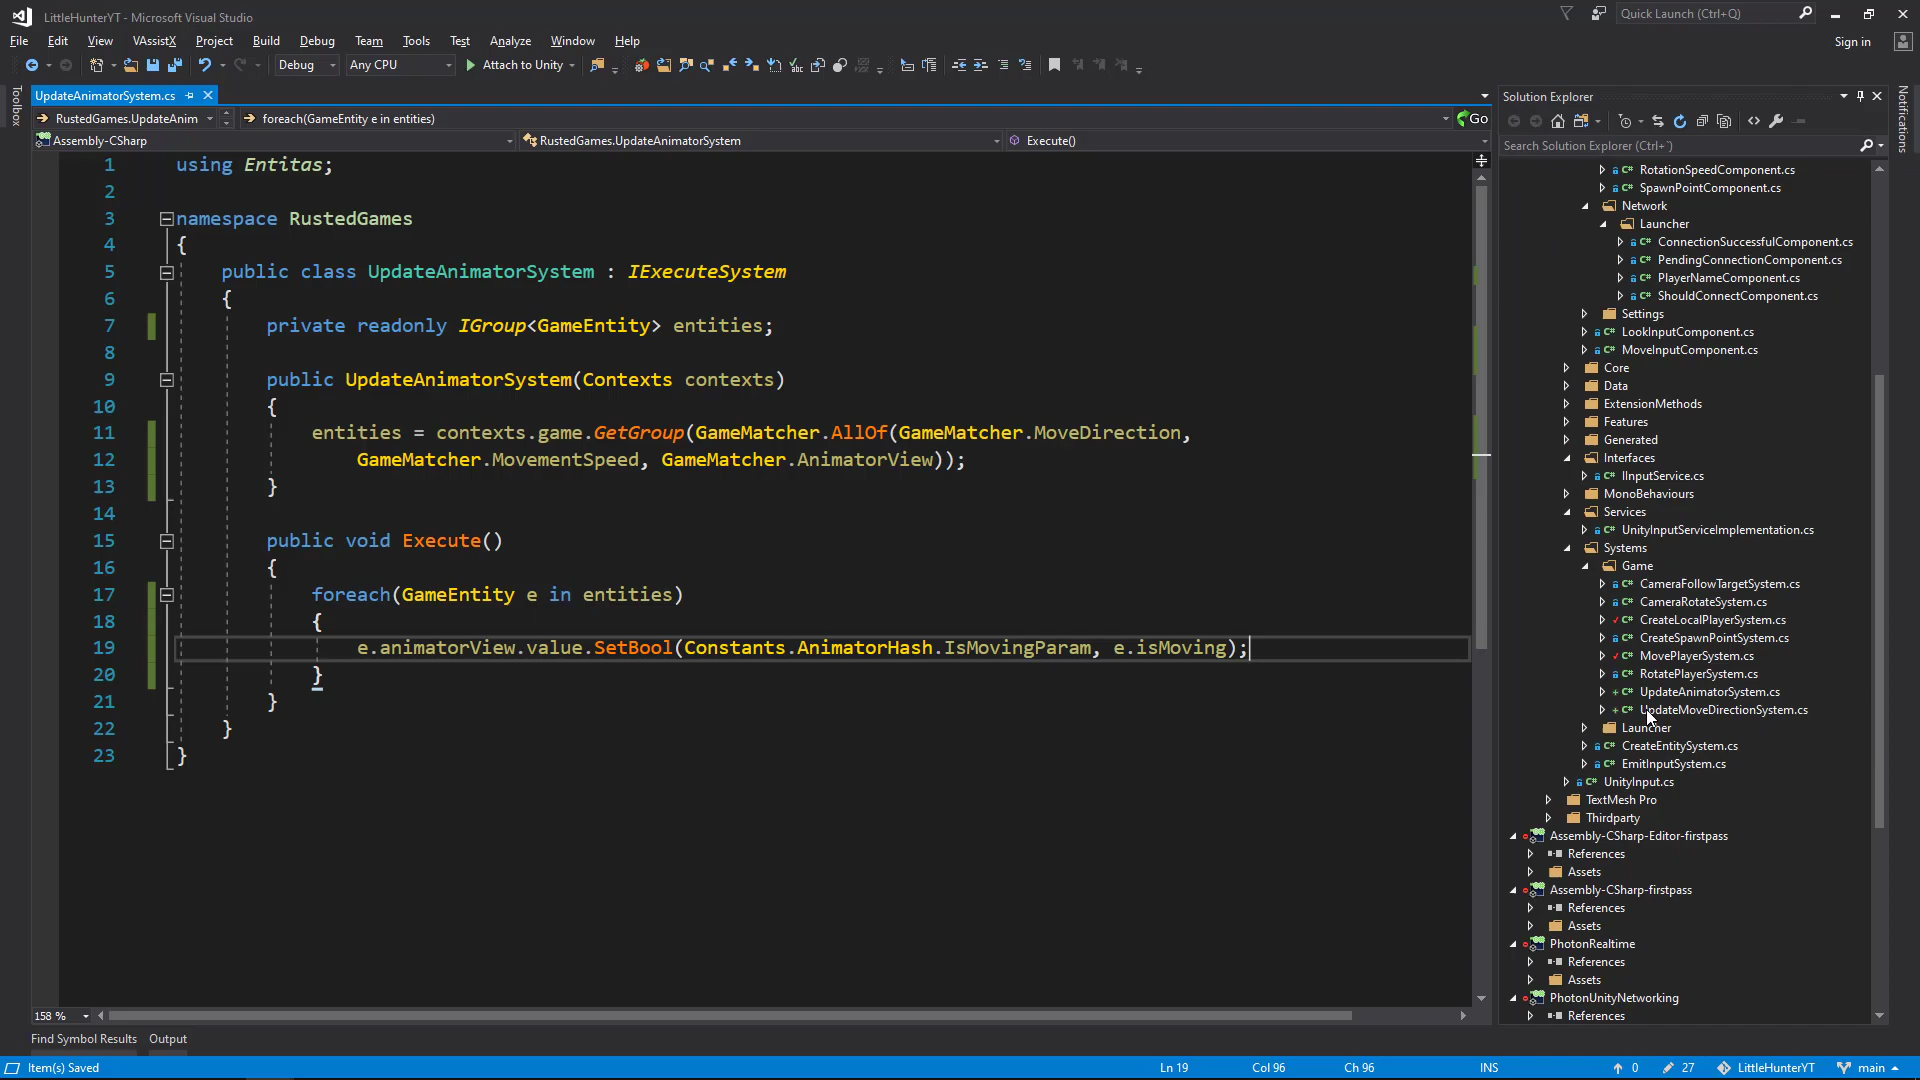 LittleHunterYT - Microsoft Visual Studio
Quick Launch (Ctrl+Q)
File Edit View VAssistX Project Build Debug Team Tools Test Analyze Window Help
Sign in
Debug Any CPU Attach to Unity
Toolbox
UpdateAnimatorSystem.cs
RustedGames.UpdateAnim foreach(GameEntity e in entities) Go
Assembly-CSharp RustedGames.UpdateAnimatorSystem Execute()
1 using Entitas;
2
3 namespace RustedGames
4 {
5 public class UpdateAnimatorSystem : IExecuteSystem
6 {
7 private readonly IGroup<GameEntity> entities;
8
9 public UpdateAnimatorSystem(Contexts contexts)
10 {
11 entities = contexts.game.GetGroup(GameMatcher.AllOf(GameMatcher.MoveDirection,
12 GameMatcher.MovementSpeed, GameMatcher.AnimatorView));
13 }
14
15 public void Execute()
16 {
17 foreach(GameEntity e in entities)
18 {
19 e.animatorView.value.SetBool(Constants.AnimatorHash.IsMovingParam, e.isMoving);
20 }
21 }
22 }
23 }
158 %
Find Symbol Results Output
Item(s) Saved
Ln 19 Col 96 Ch 96 INS
0 27 LittleHunterYT main
Solution Explorer
Search Solution Explorer (Ctrl+¨)
RotationSpeedComponent.cs
SpawnPointComponent.cs
Network
Launcher
ConnectionSuccessfulComponent.cs
PendingConnectionComponent.cs
PlayerNameComponent.cs
ShouldConnectComponent.cs
Settings
LookInputComponent.cs
MoveInputComponent.cs
Core
Data
ExtensionMethods
Features
Generated
Interfaces
IInputService.cs
MonoBehaviours
Services
UnityInputServiceImplementation.cs
Systems
Game
CameraFollowTargetSystem.cs
CameraRotateSystem.cs
CreateLocalPlayerSystem.cs
CreateSpawnPointSystem.cs
MovePlayerSystem.cs
RotatePlayerSystem.cs
UpdateAnimatorSystem.cs
UpdateMoveDirectionSystem.cs
Launcher
CreateEntitySystem.cs
EmitInputSystem.cs
UnityInput.cs
TextMesh Pro
Thirdparty
Assembly-CSharp-Editor-firstpass
References
Assets
Assembly-CSharp-firstpass
References
Assets
PhotonRealtime
References
Assets
PhotonUnityNetworking
References
Notifications